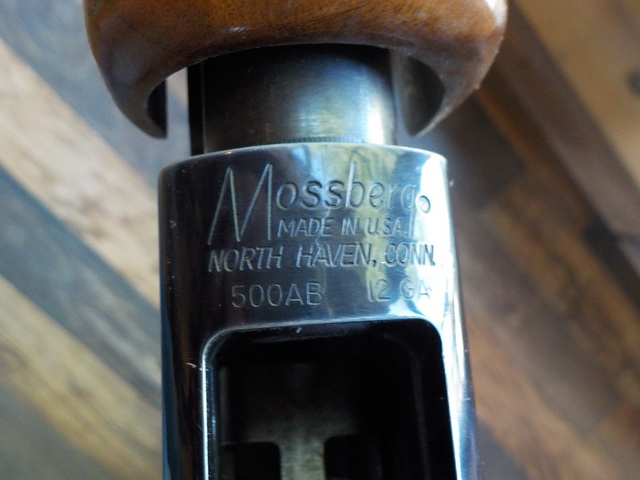 Mossberg
MADE IN U.S.A.
NORTH HAVEN, CONN.
500AB 12 GA